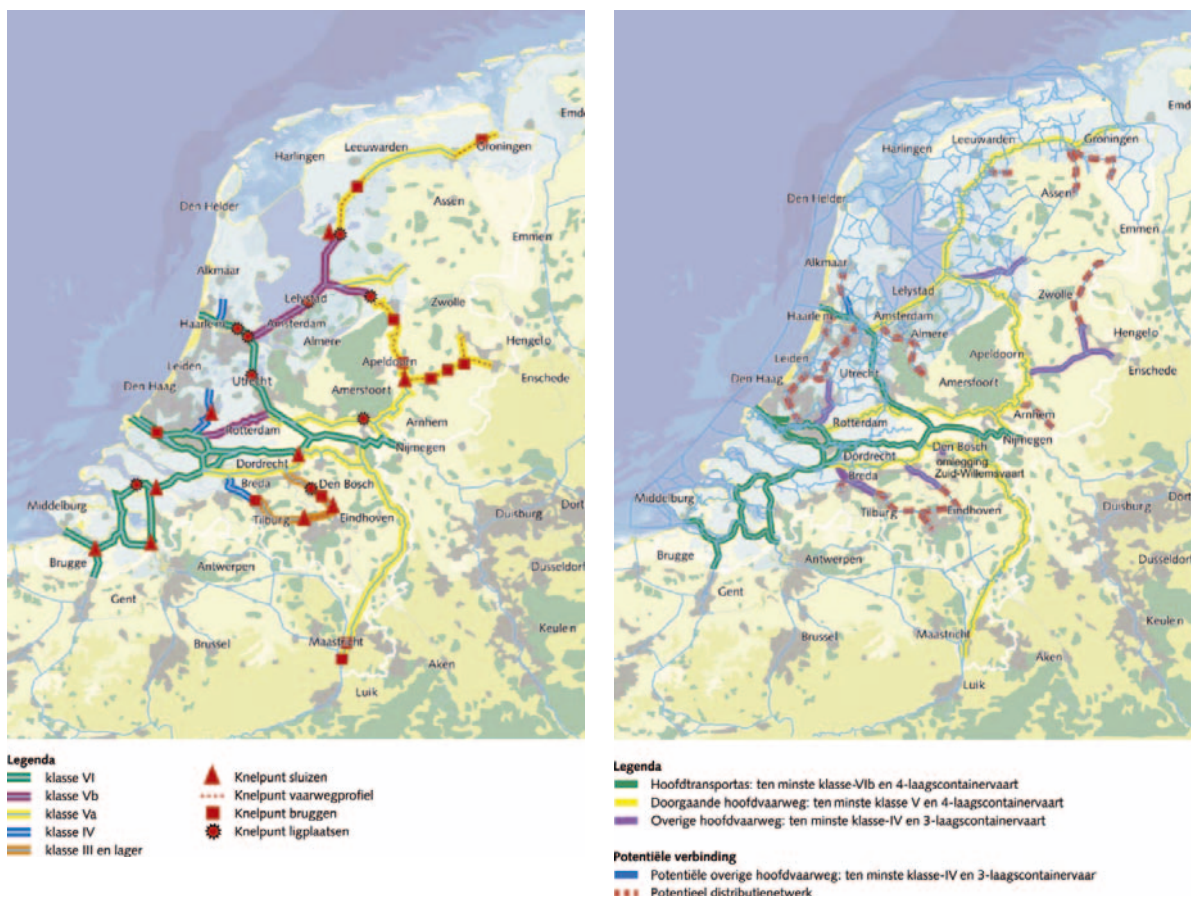 Emde
Groningen
Leeuwarden
Harlingen
Assen
Den Helder
Emmen
Alkmaar
Lelystad
Zwolle
Haarlem
Amsterdam
Almere
Hengelo
Leiden
Apeldoorn
Enschede
Den Haag
Utrecht
Amersfoort
Arnhem
Rotterdam
Nijmegen
Dordrecht
Breda
Den Bosch
Middelburg
Tilburg
Eindhoven
Dort
Duisburg
Brugge
Antwerpen
Dusseldorf
Gent
Keulen
Brussel
Maastricht
Aken
Luik
Legenda
klasse VI
klasse Vb
klasse Va
klasse IV
klasse III en lager
Knelpunt sluizen
Knelpunt vaarwegprofiel
Knelpunt bruggen
Knelpunt ligplaatsen
Emde
Groningen
Leeuwarden
Harlingen
Assen
Den Helder
Emmen
Alkmaar
Lelystad
Zwolle
Haarlem
Amsterdam
Almere
Hengelo
Leiden
Apeldoorn
Enschede
Den Haag
Utrecht
Amersfoort
Arnhem
Rotterdam
Nijmegen
Den Bosch
Dordrecht
omlegging
Zuid-Willemsvaart
Breda
Middelburg
Tilburg
Eindhoven
Dort
Duisburg
Brugge
Antwerpen
Dusseldorf
Gent
Keulen
Brussel
Maastricht
Aken
Luik
Legenda
Hoofdtransportas: ten minste klasse-VIb en 4-laagscontainervaart
Doorgaande hoofdvaarweg: ten minste klasse V en 4-laagscontainervaart
Overige hoofdvaarweg: ten minste klasse-IV en 3-laagscontainervaart
Potentiële verbinding
Potentiële overige hoofdvaarweg: ten minste klasse-IV en 3-laagscontainervaar
Potentieel distributienetwerk